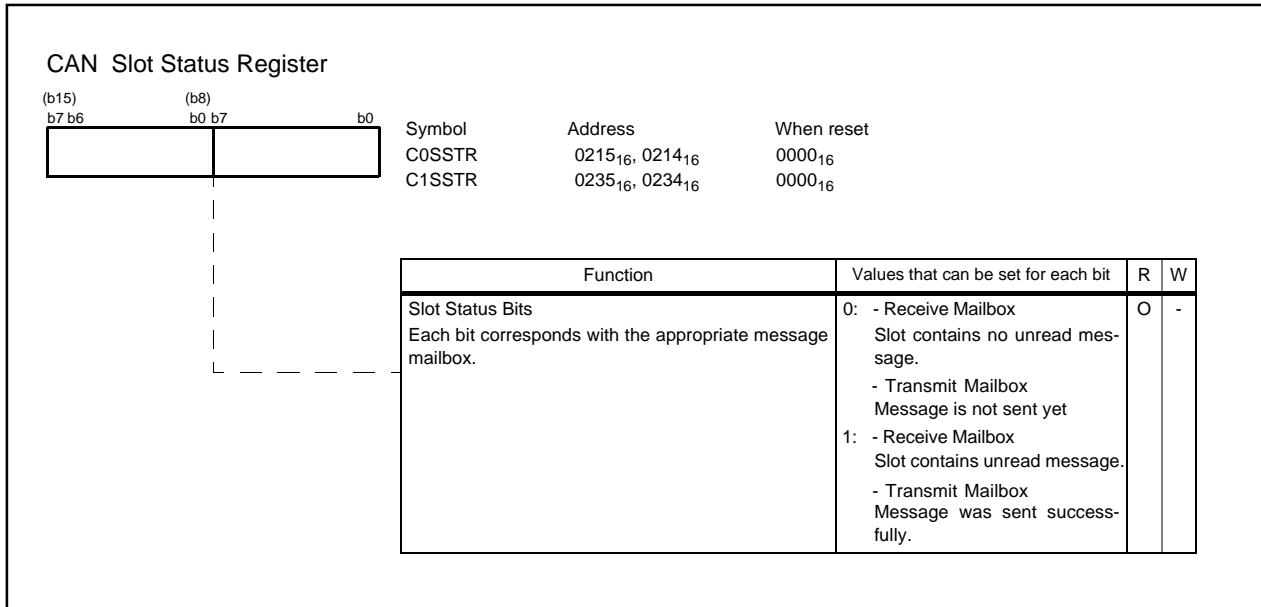 CAN Slot Status Register
(b15) (b8)
b7 b6 b0 b7 b0
Symbol Address When reset
C0SSTR 0215₁₆, 0214₁₆ 0000₁₆
C1SSTR 0235₁₆, 0234₁₆ 0000₁₆
Function Values that can be set for each bit R W
Slot Status Bits 0: - Receive Mailbox O -
Each bit corresponds with the appropriate message Slot contains no unread mes-
mailbox. sage.
- Transmit Mailbox
Message is not sent yet
1: - Receive Mailbox
Slot contains unread message.
- Transmit Mailbox
Message was sent success-
fully.